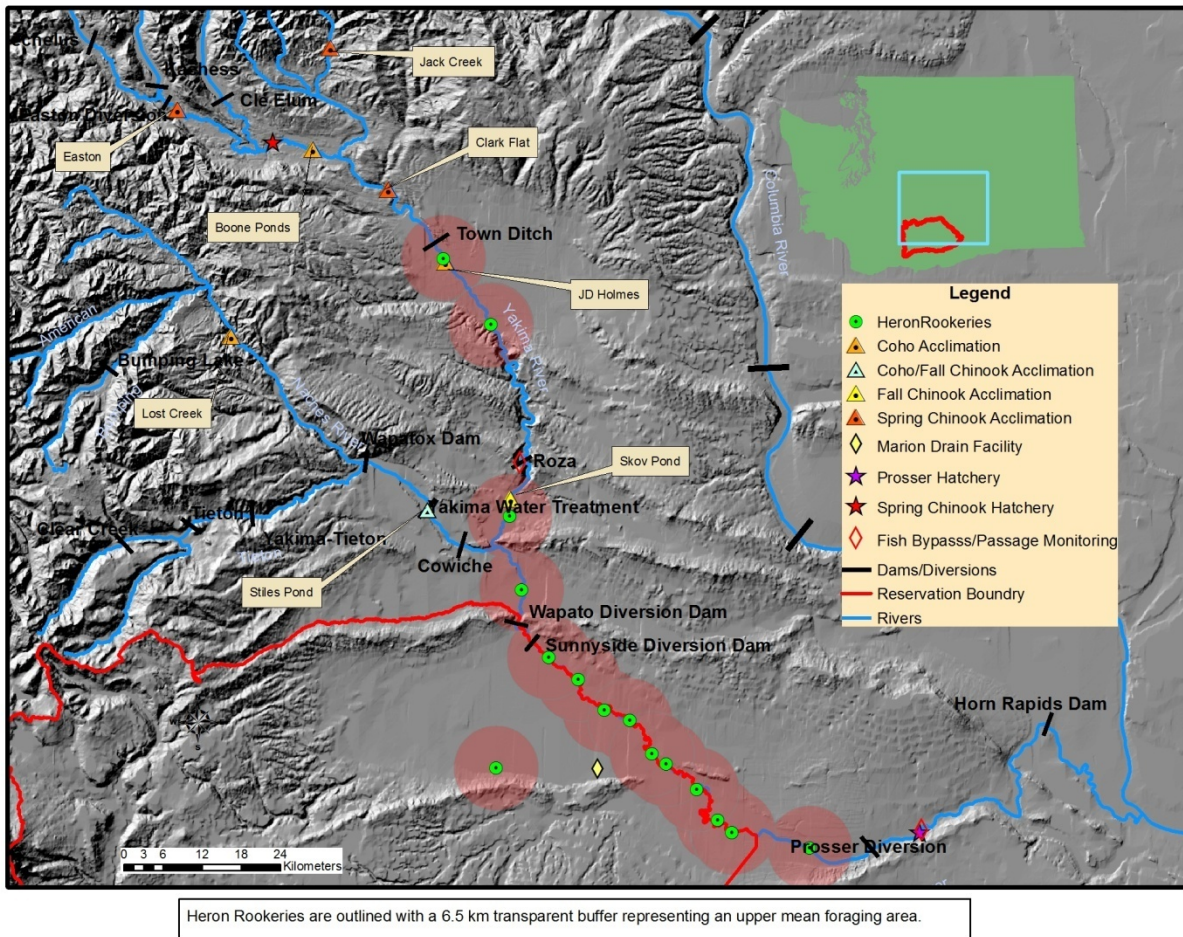 echelus
Kachess
Cle Elum
Easton Diversion
Easton
Jack Creek
Clark Flat
Boone Ponds
Town Ditch
JD Holmes
Columbia River
Yakima River
American
Bumping Lake
Lost Creek
Naches River
Wapatox Dam
Roza
Skov Pond
Yakima Water Treatment
Clear Creek
Tieton
Yakima-Tieton
Cowiche
Stiles Pond
Wapato Diversion Dam
Sunnyside Diversion Dam
Horn Rapids Dam
Prosser Diversion
Legend
HeronRookeries
Coho Acclimation
Coho/Fall Chinook Acclimation
Fall Chinook Acclimation
Spring Chinook Acclimation
Marion Drain Facility
Prosser Hatchery
Spring Chinook Hatchery
Fish Bypasss/Passage Monitoring
Dams/Diversions
Reservation Boundry
Rivers
0 3 6 12 18 24
Kilometers
Heron Rookeries are outlined with a 6.5 km transparent buffer representing an upper mean foraging area.